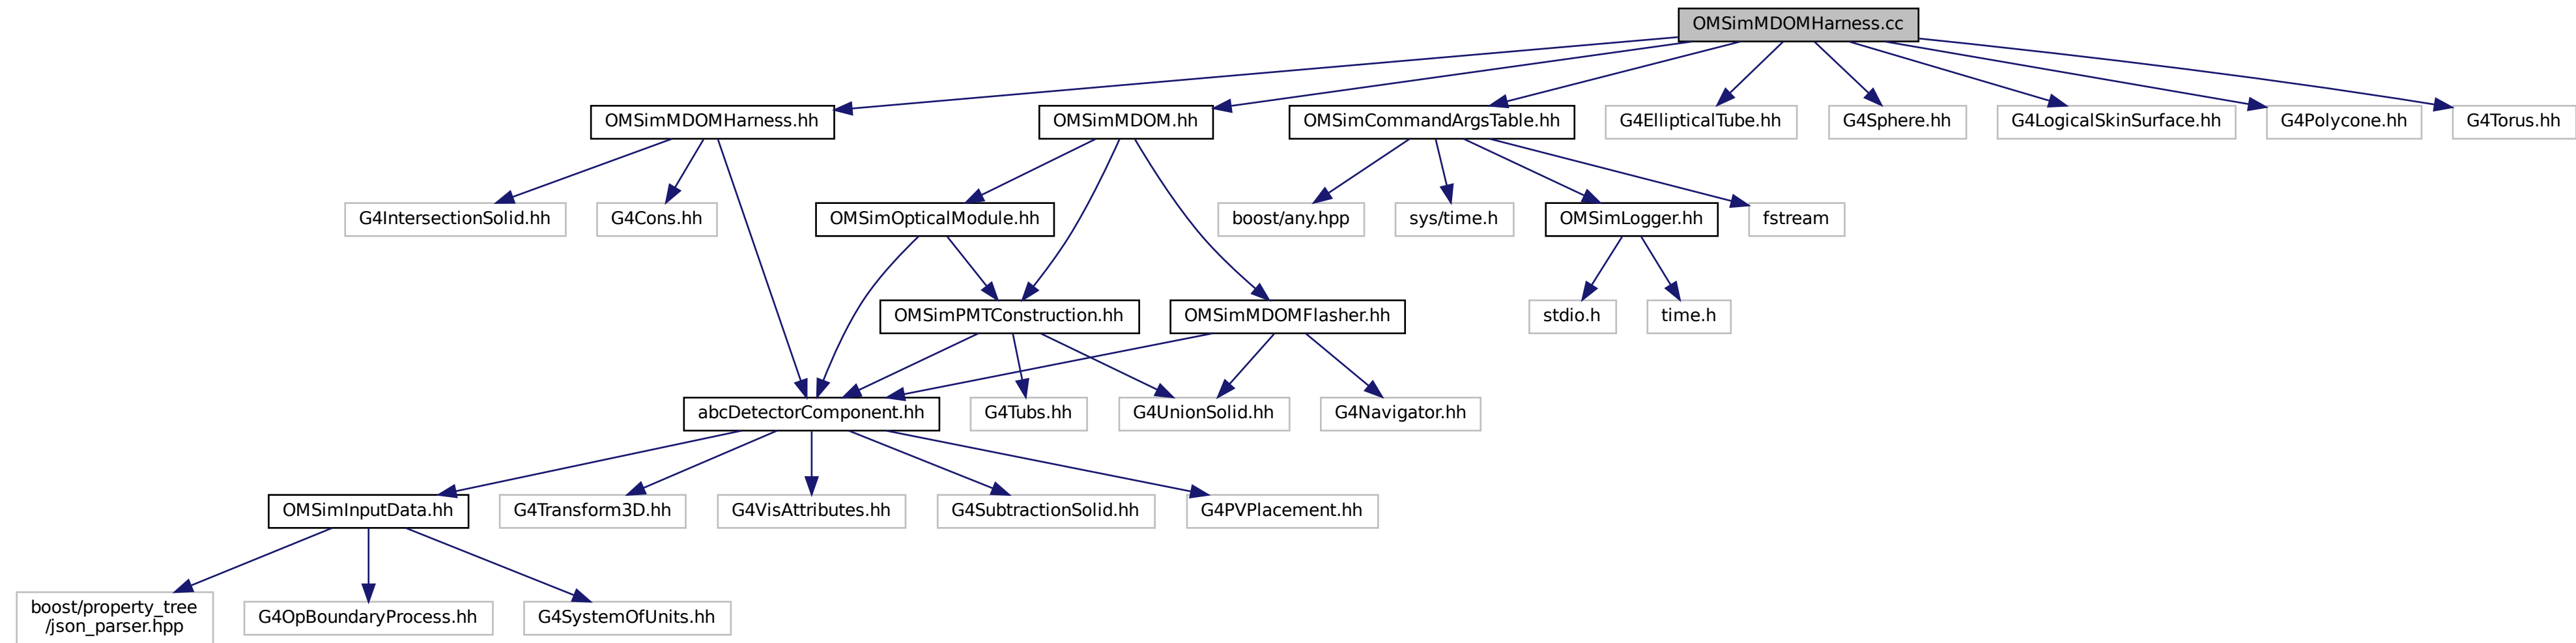 OMSimMDOMHarness.cc
OMSimMDOMHarness.hh
OMSimMDOM.hh
OMSimCommandArgsTable.hh
G4EllipticalTube.hh
G4Sphere.hh
G4LogicalSkinSurface.hh
G4Polycone.hh
G4Torus.hh
G4IntersectionSolid.hh
G4Cons.hh
OMSimOpticalModule.hh
boost/any.hpp
sys/time.h
OMSimLogger.hh
fstream
OMSimPMTConstruction.hh
OMSimMDOMFlasher.hh
stdio.h
time.h
abcDetectorComponent.hh
G4Tubs.hh
G4UnionSolid.hh
G4Navigator.hh
OMSimInputData.hh
G4Transform3D.hh
G4VisAttributes.hh
G4SubtractionSolid.hh
G4PVPlacement.hh
boost/property_tree
/json_parser.hpp
G4OpBoundaryProcess.hh
G4SystemOfUnits.hh